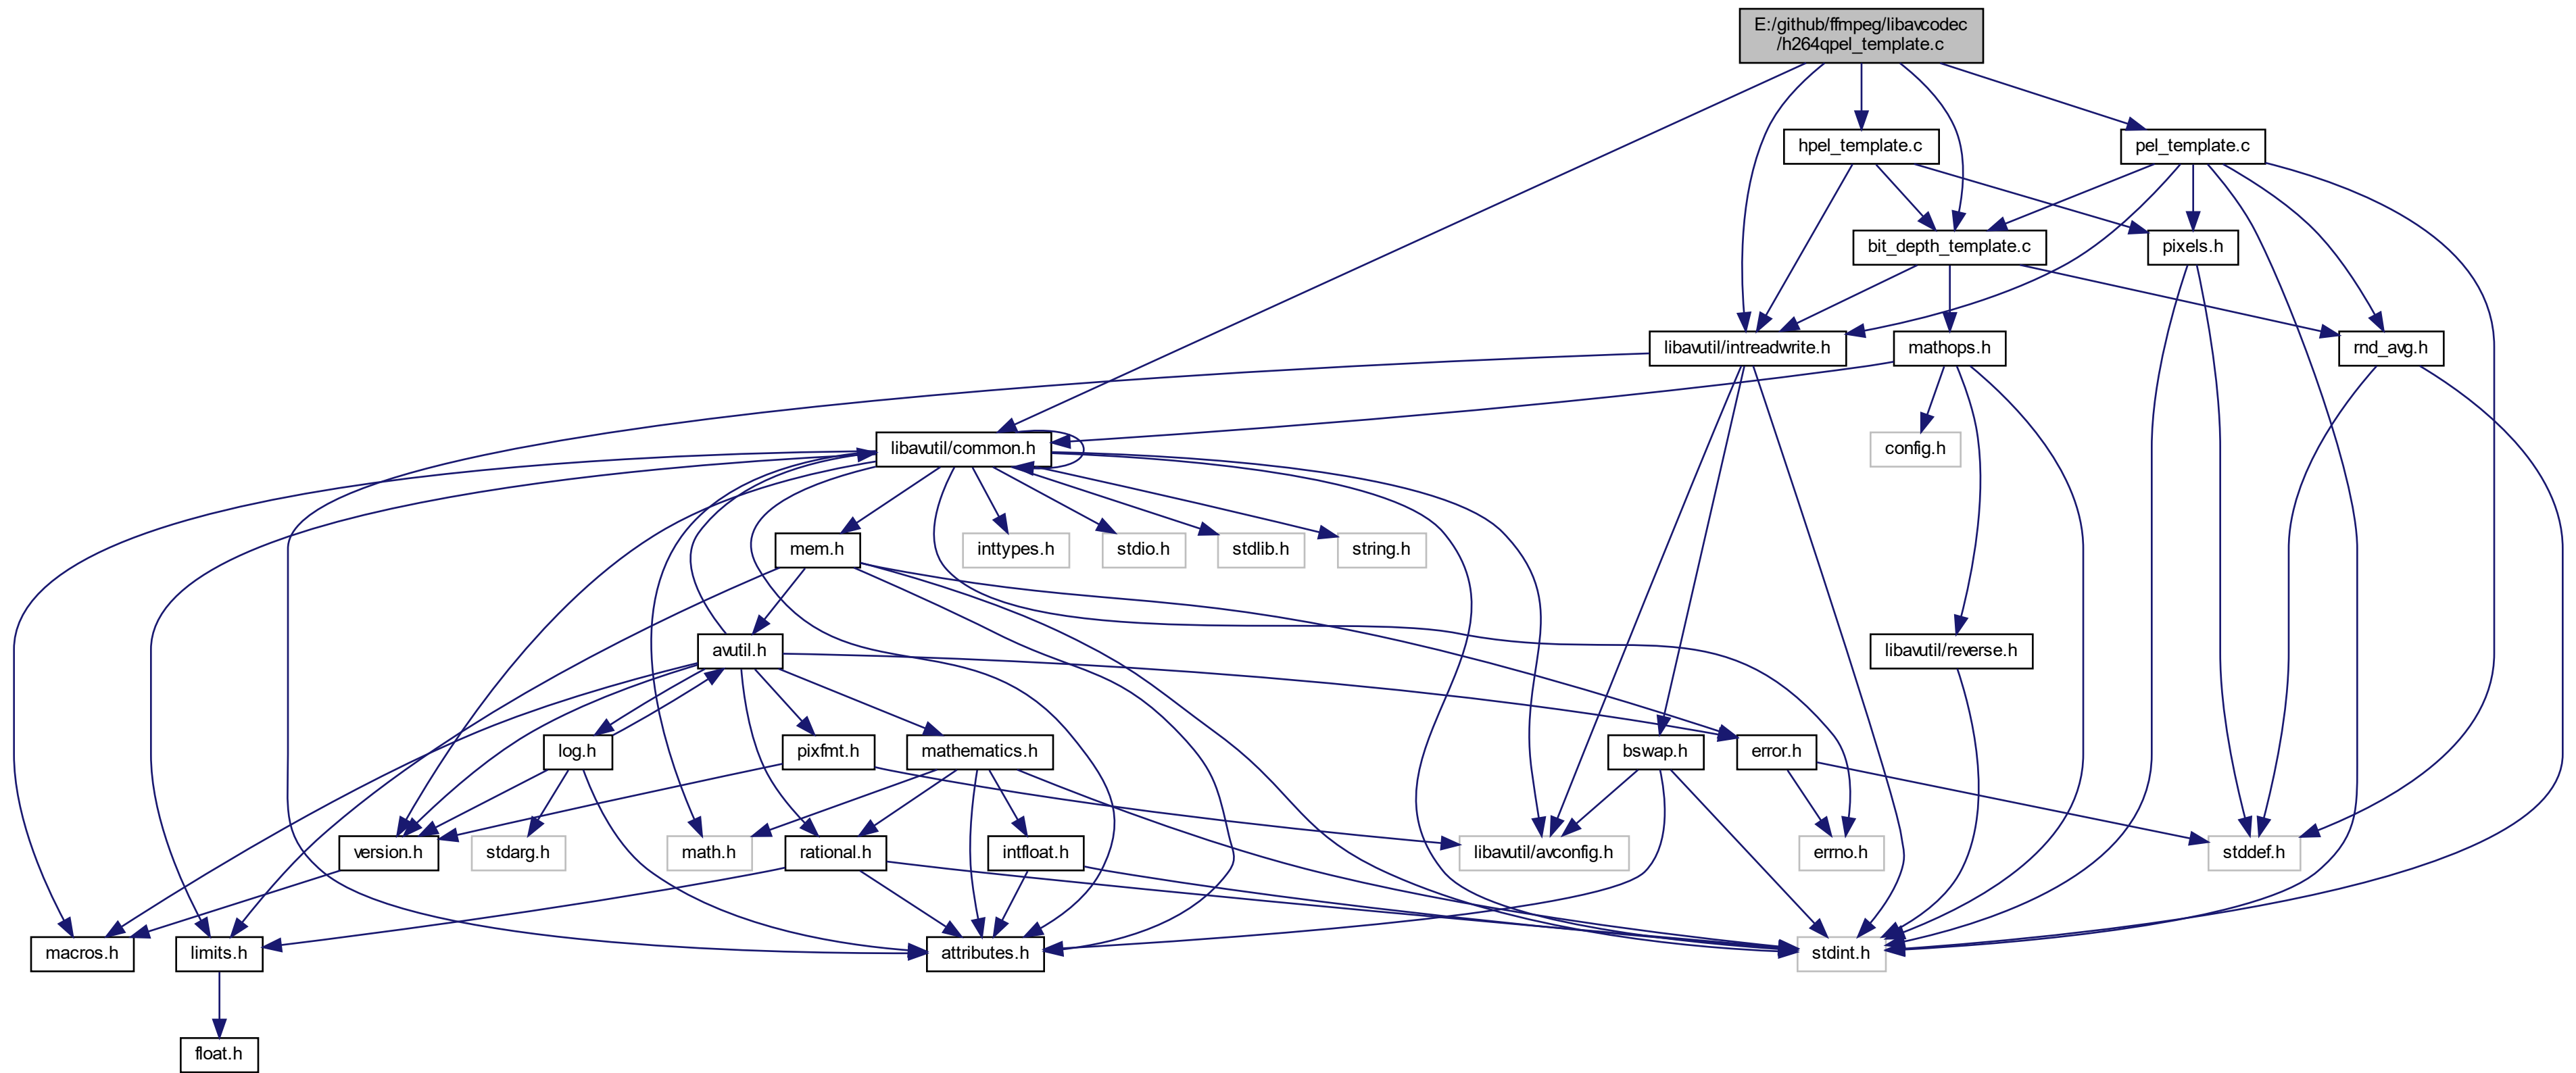 E:/github/ffmpeg/libavcodec
/h264qpel_template.c
hpel_template.c
pel_template.c
bit_depth_template.c
pixels.h
libavutil/intreadwrite.h
mathops.h
rnd_avg.h
libavutil/common.h
config.h
mem.h
inttypes.h
stdio.h
stdlib.h
string.h
avutil.h
libavutil/reverse.h
log.h
pixfmt.h
mathematics.h
bswap.h
error.h
version.h
stdarg.h
math.h
rational.h
intfloat.h
libavutil/avconfig.h
errno.h
stddef.h
macros.h
limits.h
attributes.h
stdint.h
float.h